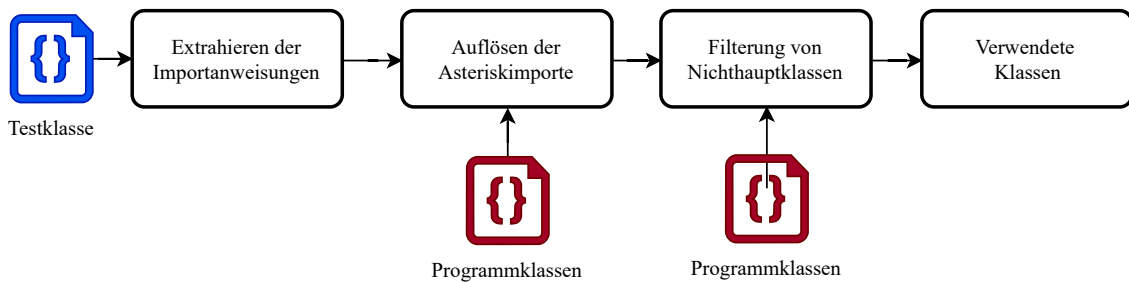 Extrahieren der
Importanweisungen
Auflösen der
Asteriskimporte
Filterung von
Nichthauptklassen
Verwendete
Klassen
{}
Testklasse
{}
Programmklassen
{}
Programmklassen